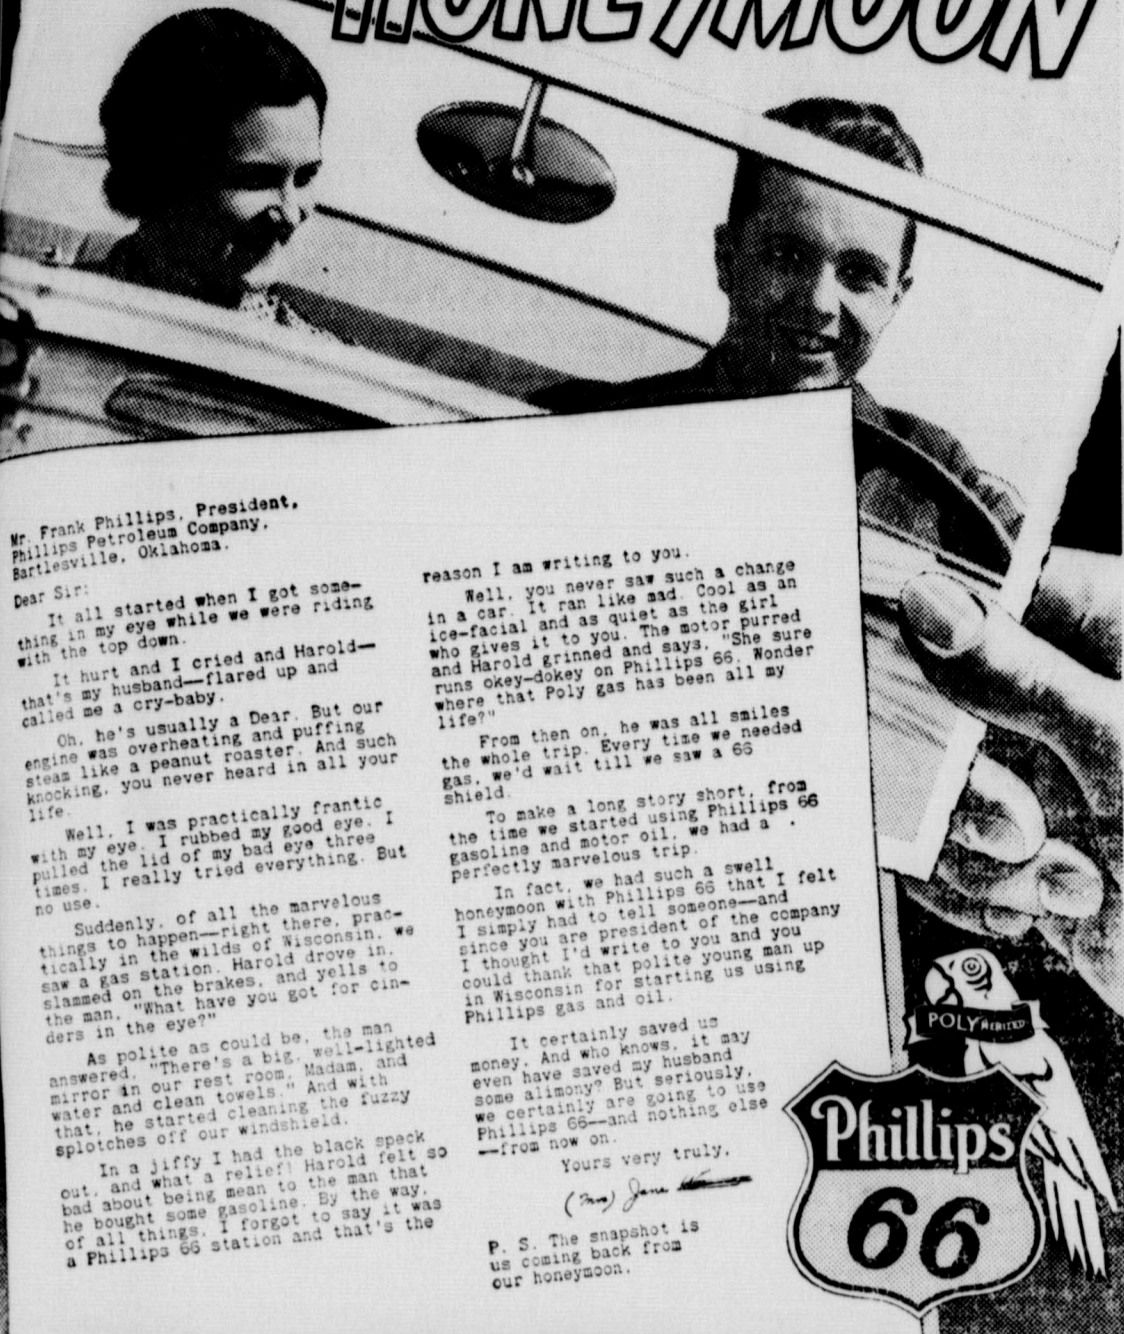 HONEYMOON
Mr. Frank Phillips, President,
Phillips Petroleum Company,
Bartlesville, Oklahoma.
Dear Sir:
It all started when I got some-
thing in my eye while we were riding
with the top down.
It hurt and I cried and Harold—
that's my husband—flared up and
called me a cry-baby.
Oh, he's usually a Dear. But our
engine was overheating and puffing
steam like a peanut roaster. And such
knocking, you never heard in all your
life.
Well, I was practically frantic
with my eye. I rubbed my good eye. I
pulled the lid of my bad eye three
times. I really tried everything. But
no use.
Suddenly, of all the marvelous
things to happen—right there, prac-
tically in the wilds of Wisconsin, we
saw a gas station. Harold drove in,
slammed on the brakes, and yells to
the man, "What have you got for cin-
ders in the eye?"
As polite as could be, the man
answered, "There's a big, well-lighted
mirror in our rest room, Madam, and
water and clean towels." And with
that, he started cleaning the fuzzy
splotches off our windshield.
In a jiffy I had the black speck
out, and what a relief! Harold felt so
bad about being mean to the man that
he bought some gasoline. By the way,
of all things, I forgot to say it was
a Phillips 66 station and that's the
reason I am writing to you.
Well, you never saw such a change
in a car. It ran like mad. Cool as an
ice-facial and as quiet as the girl
who gives it to you. The motor purred
and Harold grinned and says, "She sure
runs okey-dokey on Phillips 66. Wonder
where that Poly gas has been all my
life?"
From then on, he was all smiles
the whole trip. Every time we needed
gas, we'd wait till we saw a 66
shield.
To make a long story short, from
the time we started using Phillips 66
gasoline and motor oil, we had a
perfectly marvelous trip.
In fact, we had such a swell
honeymoon with Phillips 66 that I felt
I simply had to tell someone—and
since you are president of the company
I thought I'd write to you and you
could thank that polite young man up
in Wisconsin for starting us using
Phillips gas and oil.
It certainly saved us
money. And who knows, it may
even have saved my husband
some alimony? But seriously,
we certainly are going to use
Phillips 66—and nothing else
—from now on.
Yours very truly,
(Mrs) Jane
P. S. The snapshot is
us coming back from
our honeymoon.
POLYMERIZED
Phillips
66